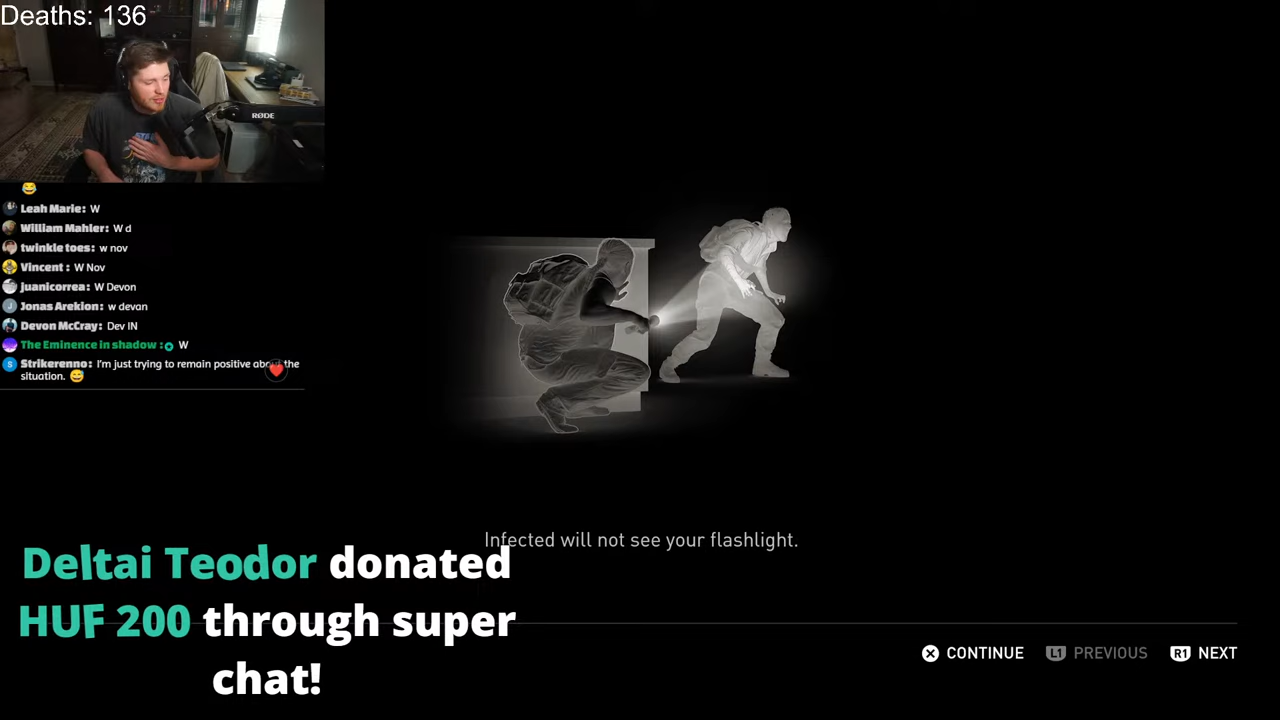 Deaths: 136
RØDE
😂
Leah Marie: W
William Mahler: W d
twinkle toes: w nov
Vincent : W Nov
juanicorrea: W Devon
J
Jonas Arekion: w devan
Devon McCray: Dev IN
The Eminence in shadow : W
S
Strikerenno: I'm just trying to remain positive about the
situation. 😅
Infected will not see your flashlight.
Deltai Teodor donated
HUF 200 through super
chat!
CONTINUE
L1 PREVIOUS
R1 NEXT